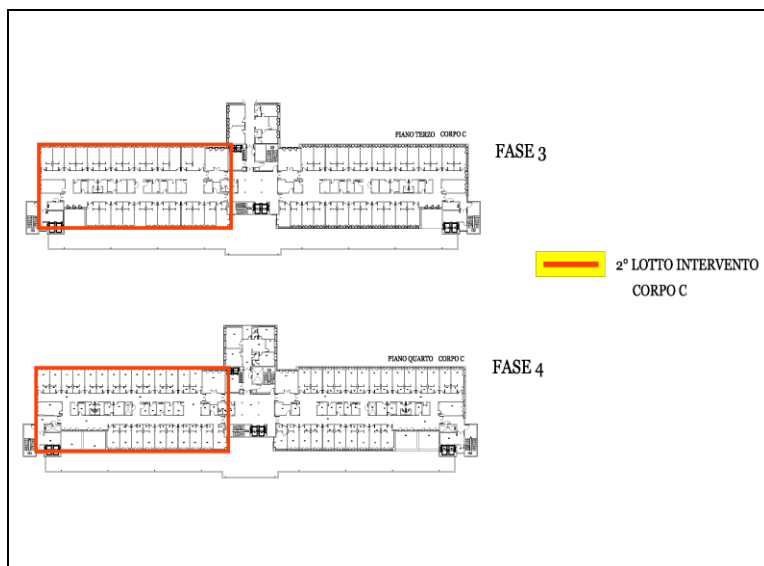 PIANO TERZO CORPO C
FASE 3
2° LOTTO INTERVENTO
CORPO C
PIANO QUARTO CORPO C
FASE 4